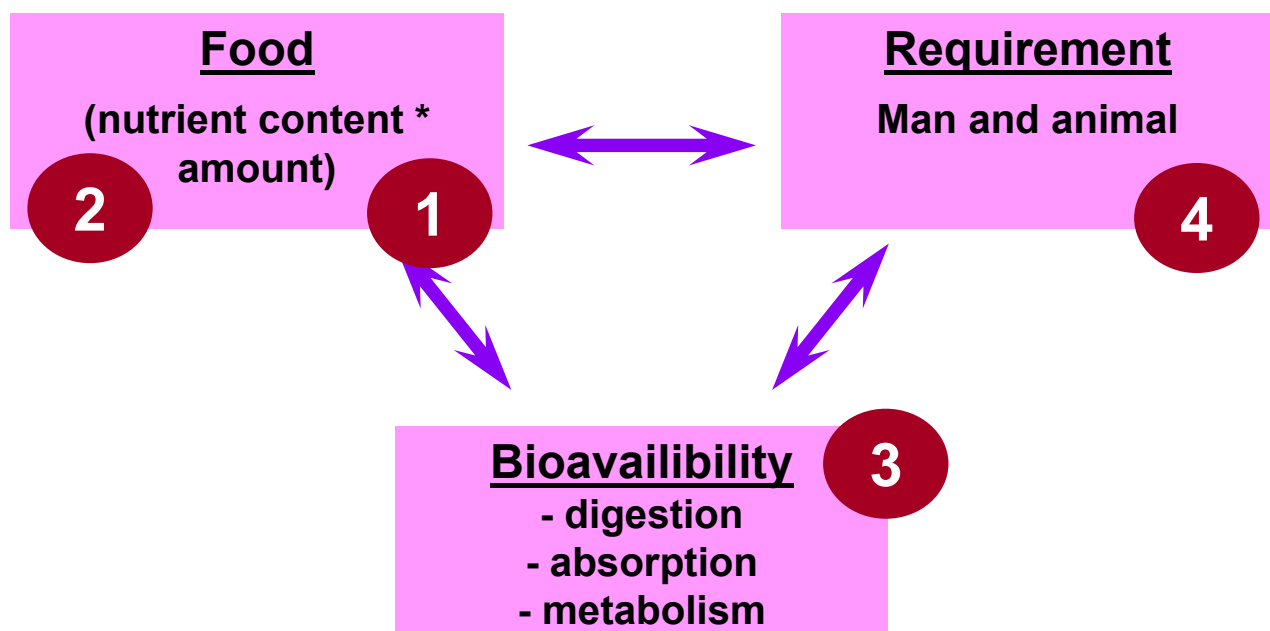 Food
(nutrient content *
amount)
2
1
Requirement
Man and animal
4
Bioavailibility
3
- digestion
- absorption
- metabolism